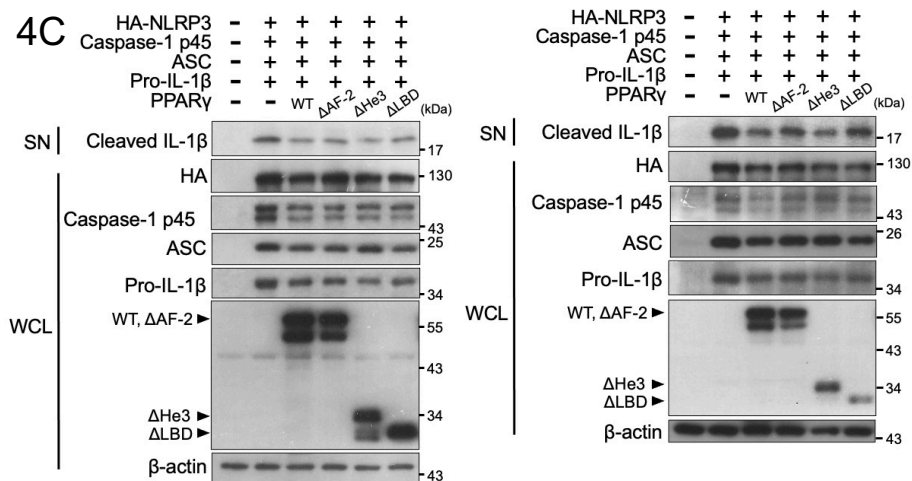 4C
HA-NLRP3 - + + + + +
Caspase-1 p45 - + + + + +
ASC - + + + + +
Pro-IL-1β - + + + + +
PPARγ - - WT ΔAF-2 ΔHe3 ΔLBD (kDa)
SN Cleaved IL-1β 17
HA 130
Caspase-1 p45 43
ASC 25
Pro-IL-1β 34
WCL
WT, ΔAF-2 ► 55
43
ΔHe3 ► 34
ΔLBD ►
β-actin 43
HA-NLRP3 - + + + + +
Caspase-1 p45 - + + + + +
ASC - + + + + +
Pro-IL-1β - + + + + +
PPARγ - - WT ΔAF-2 ΔHe3 ΔLBD (kDa)
SN Cleaved IL-1β 17
HA 130
Caspase-1 p45 43
ASC 26
Pro-IL-1β 34
WCL
WT, ΔAF-2 ► 55
43
ΔHe3 ► 34
ΔLBD ►
β-actin 43